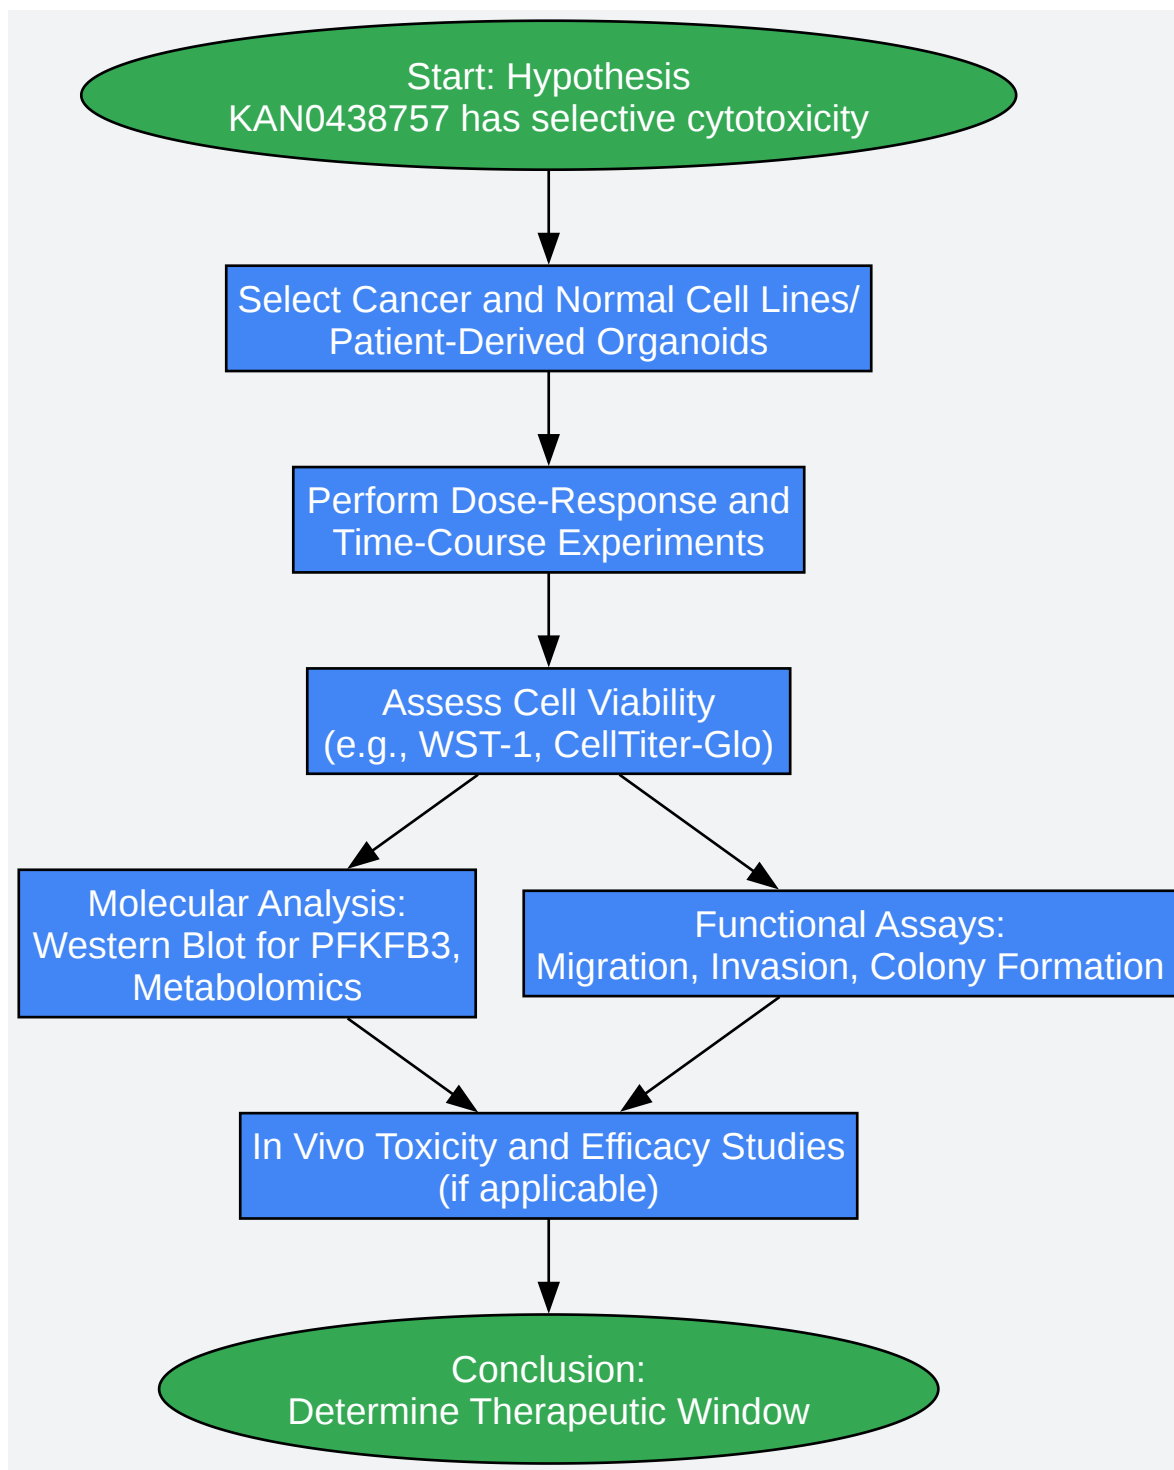 Start: Hypothesis
KAN0438757 has selective cytotoxicity
Select Cancer and Normal Cell Lines/
Patient-Derived Organoids
Perform Dose-Response and
Time-Course Experiments
Assess Cell Viability
(e.g., WST-1, CellTiter-Glo)
Molecular Analysis:
Western Blot for PFKFB3,
Metabolomics
Functional Assays:
Migration, Invasion, Colony Formation
In Vivo Toxicity and Efficacy Studies
(if applicable)
Conclusion:
Determine Therapeutic Window